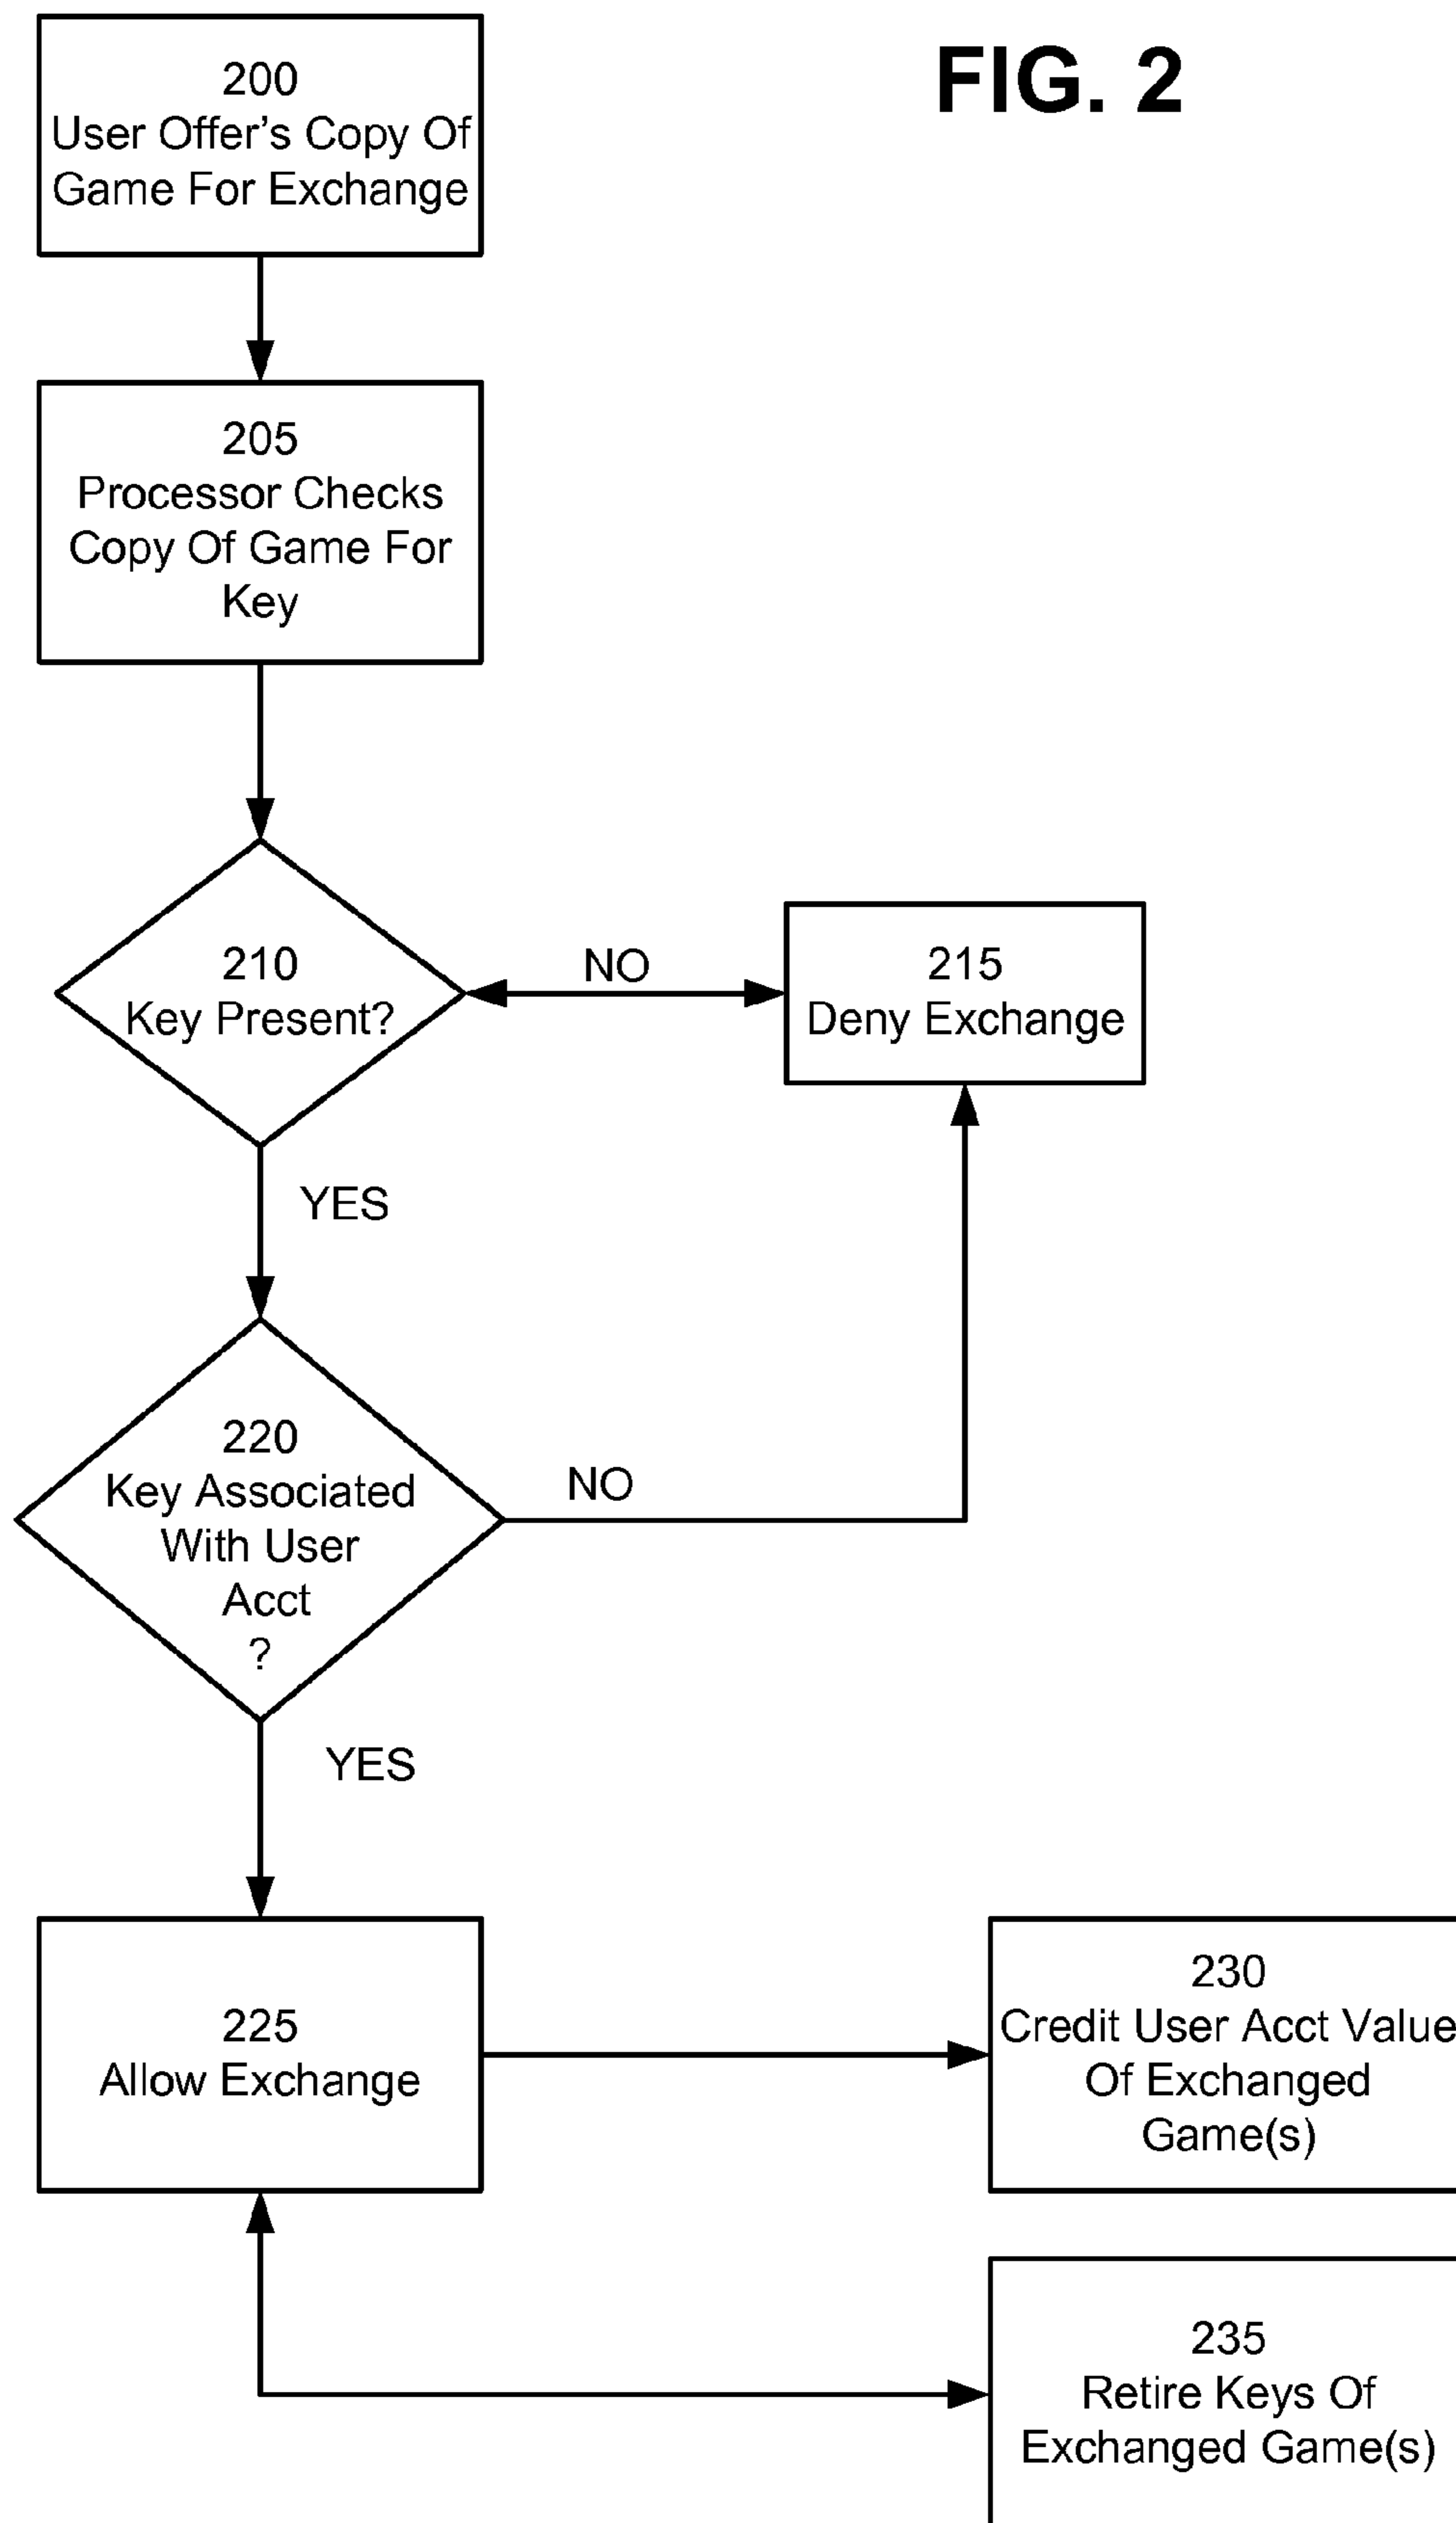 FIG. 2
200
User Offer's Copy Of
Game For Exchange
205
Processor Checks
Copy Of Game For
Key
210
Key Present?
NO
215
Deny Exchange
YES
220
Key Associated
With User
Acct
?
NO
YES
225
Allow Exchange
230
Credit User Acct Value
Of Exchanged
Game(s)
235
Retire Keys Of
Exchanged Game(s)